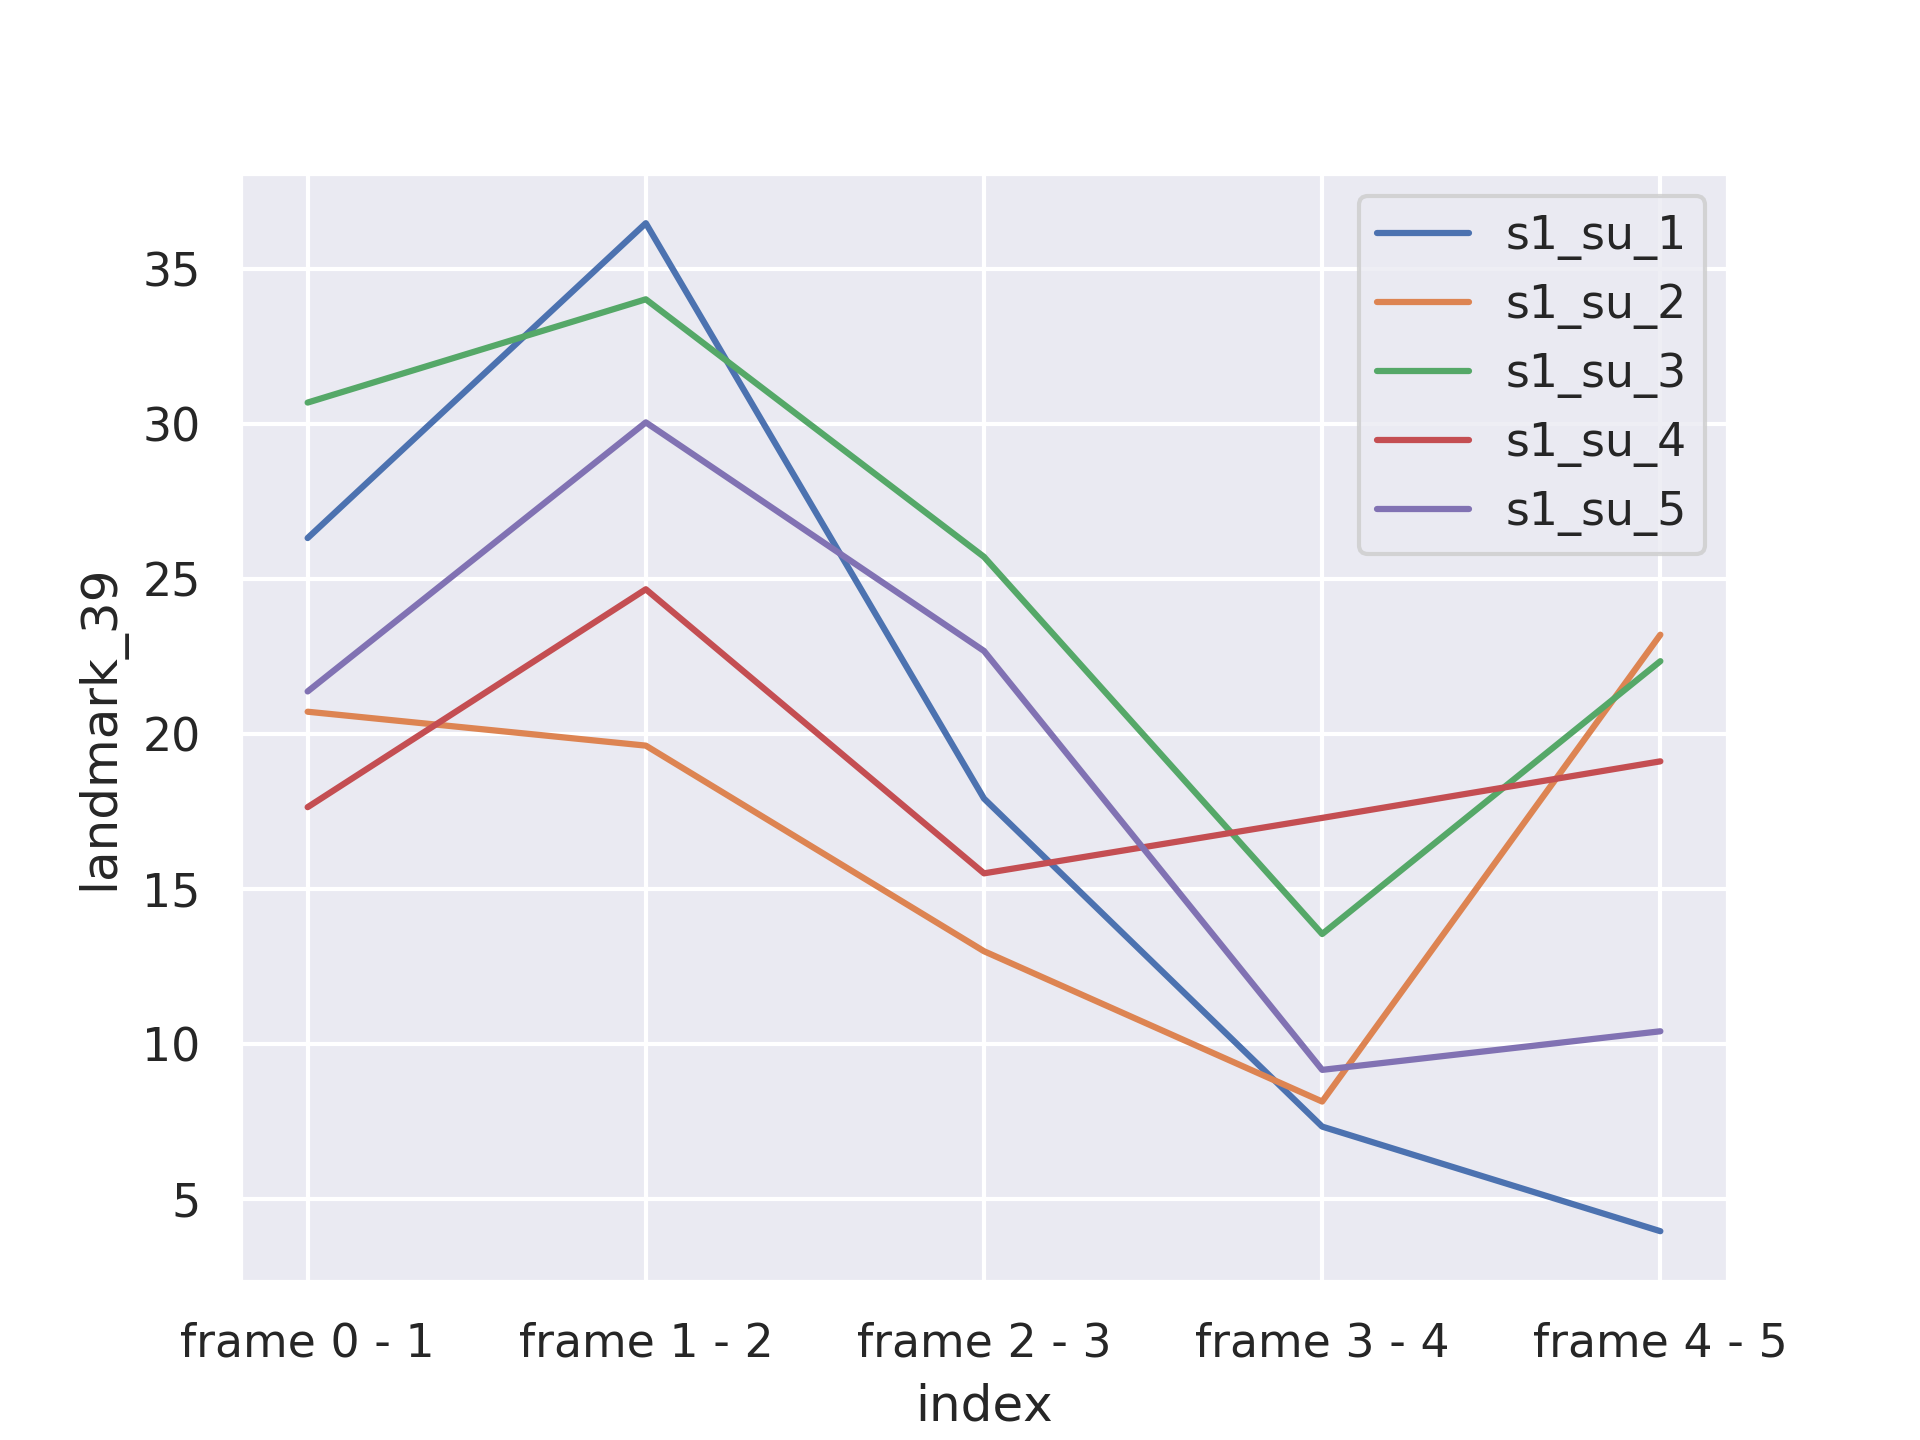 s1_su_1
s1_su_2
s1_su_3
s1_su_4
s1_su_5
35
30
25
20
15
10
5
landmark_39
frame 0 - 1
frame 1 - 2
frame 2 - 3
frame 3 - 4
frame 4 - 5
index